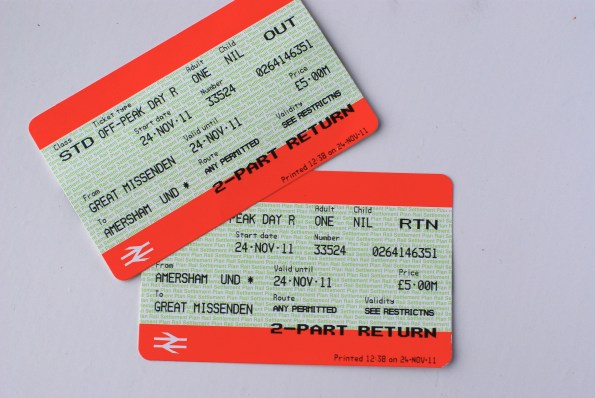 Class Ticket type Adult Child
STD OFF-PEAK DAY R ONE NIL OUT
Start date Number
24·NOV·11 33524 0264146351
From Valid until Price
GREAT MISSENDEN 24·NOV·11 £5·00M
To Route Validity
AMERSHAM UND * ANY PERMITTED SEE RESTRICTNS
2-PART RETURN
Printed 12:38 on 24·NOV·11
Adult Child
PEAK DAY R ONE NIL RTN
Start date Number
24·NOV·11 33524 0264146351
From Valid until Price
AMERSHAM UND * 24·NOV·11 £5·00M
To Route Validity
GREAT MISSENDEN ANY PERMITTED SEE RESTRICTNS
2-PART RETURN
Printed 12:38 on 24·NOV·11